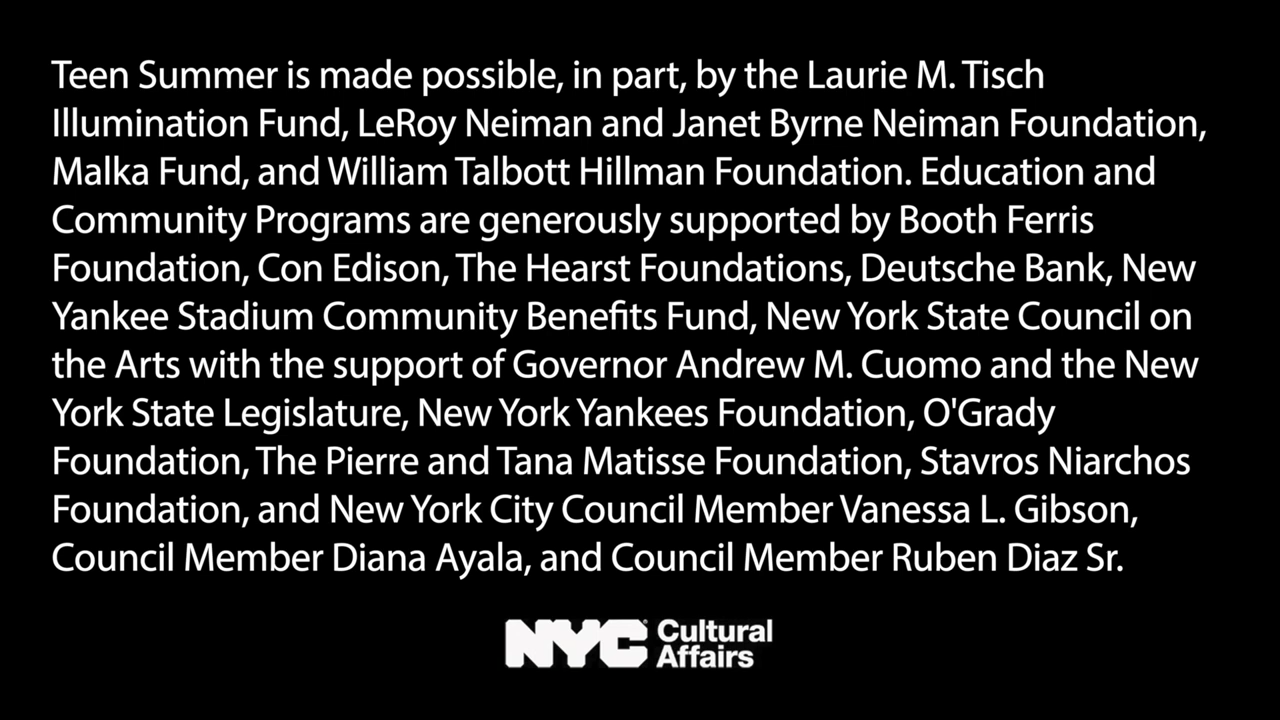 Teen Summer is made possible, in part, by the Laurie M. Tisch
Illumination Fund, LeRoy Neiman and Janet Byrne Neiman Foundation,
Malka Fund, and William Talbott Hillman Foundation. Education and
Community Programs are generously supported by Booth Ferris
Foundation, Con Edison, The Hearst Foundations, Deutsche Bank, New
Yankee Stadium Community Benefits Fund, New York State Council on
the Arts with the support of Governor Andrew M. Cuomo and the New
York State Legislature, New York Yankees Foundation, O'Grady
Foundation, The Pierre and Tana Matisse Foundation, Stavros Niarchos
Foundation, and New York City Council Member Vanessa L. Gibson,
Council Member Diana Ayala, and Council Member Ruben Diaz Sr.
NYC Cultural
Affairs